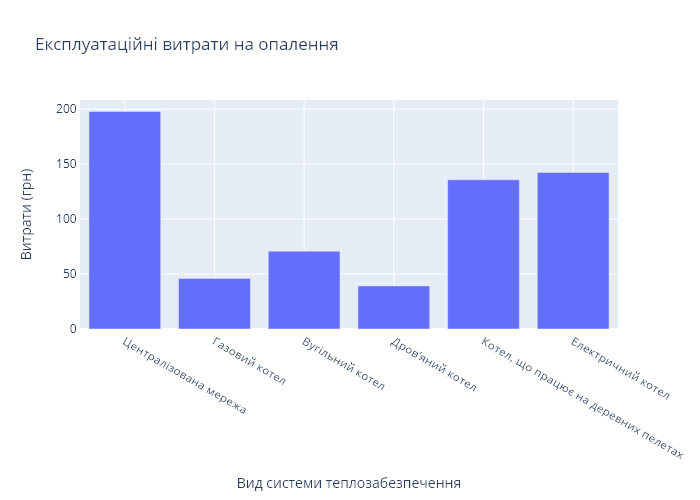 Експлуатаційні витрати на опалення
200
150
100
50
0
Витрати (грн)
Централізована мережа
Газовий котел
Вугільний котел
Дров'яний котел
Котел, що працює на деревних пелетах
Електричний котел
Вид системи теплозабезпечення